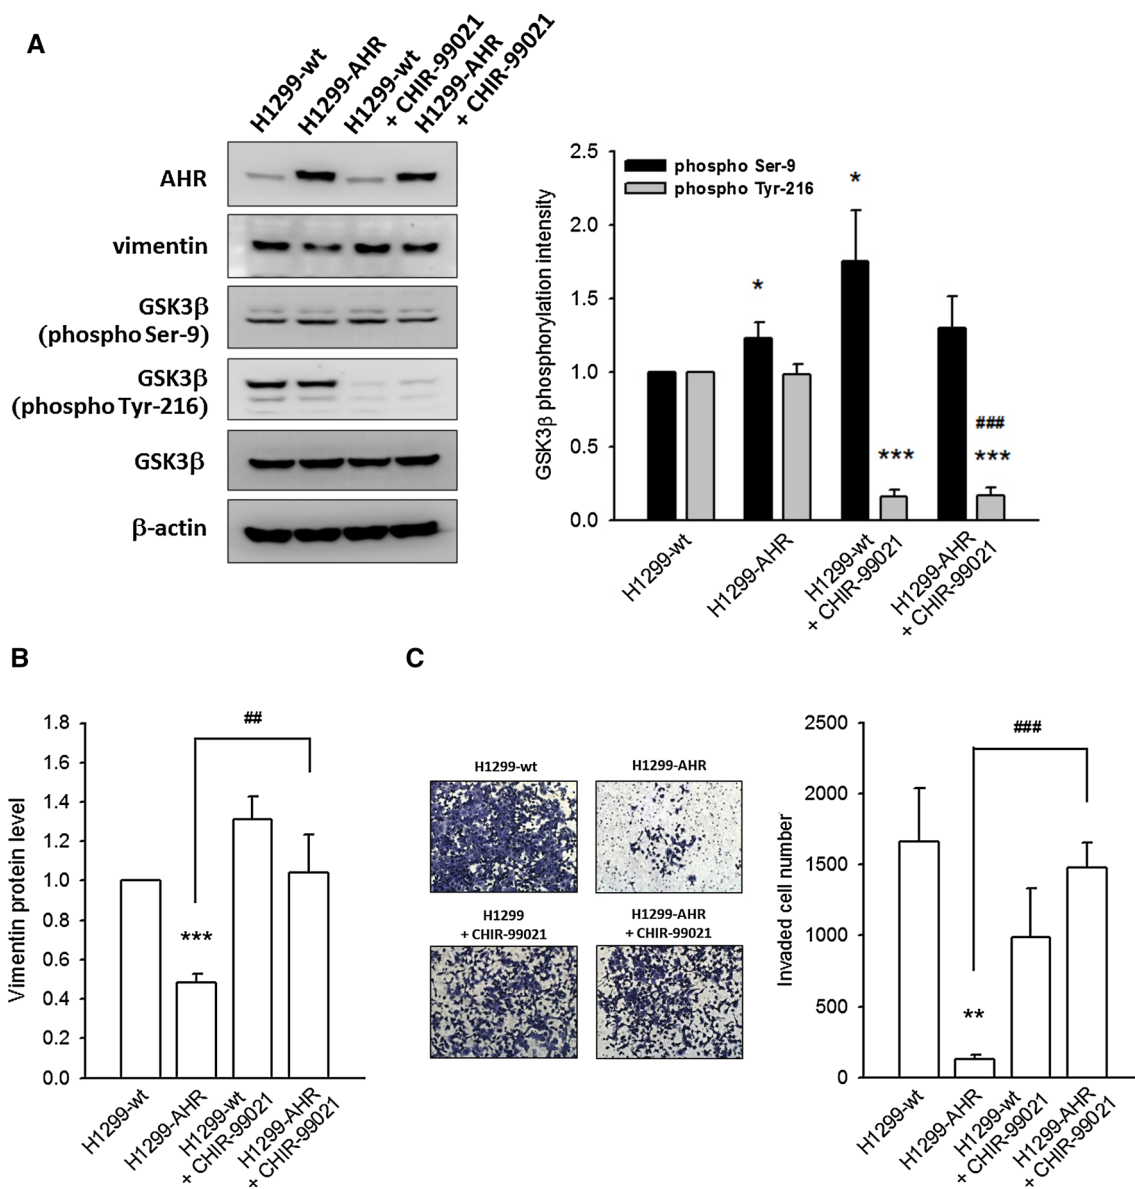 A
H1299-wt
H1299-AHR
H1299-wt
+ CHIR-99021
H1299-AHR
+ CHIR-99021
AHR
vimentin
GSK3β
(phospho Ser-9)
GSK3β
(phospho Tyr-216)
GSK3β
β-actin
GSK3β phosphorylation intensity
2.5
2.0
1.5
1.0
0.5
0.0
phospho Ser-9
phospho Tyr-216
*
*
***
###
***
H1299-wt
H1299-AHR
H1299-wt
+ CHIR-99021
H1299-AHR
+ CHIR-99021
B
Vimentin protein level
1.8
1.6
1.4
1.2
1.0
0.8
0.6
0.4
0.2
0.0
##
***
H1299-wt
H1299-AHR
H1299-wt
+ CHIR-99021
H1299-AHR
+ CHIR-99021
C
H1299-wt
H1299-AHR
H1299
+ CHIR-99021
H1299-AHR
+ CHIR-99021
Invaded cell number
2500
2000
1500
1000
500
0
###
**
H1299-wt
H1299-AHR
H1299-wt
+ CHIR-99021
H1299-AHR
+ CHIR-99021